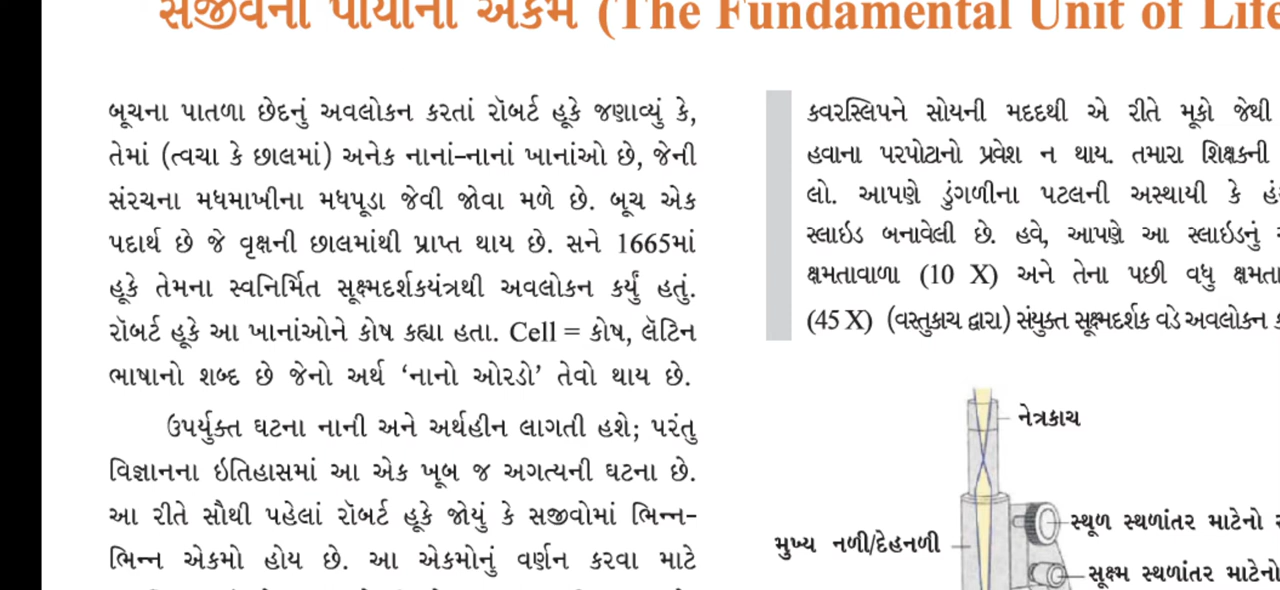 સજીવનો પાયાનો એકમ (The Fundamental Unit of Life
બૂચના પાતળા છેદનું અવલોકન કરતાં રૉબર્ટ હૂકે જણાવ્યું કે,
તેમાં (ત્વચા કે છાલમાં) અનેક નાનાં-નાનાં ખાનાંઓ છે, જેની
સંરચના મધમાખીના મધપૂડા જેવી જોવા મળે છે. બૂચ એક
પદાર્થ છે જે વૃક્ષની છાલમાંથી પ્રાપ્ત થાય છે. સને 1665માં
હૂકે તેમના સ્વનિર્મિત સૂક્ષ્મદર્શકયંત્રથી અવલોકન કર્યું હતું.
રૉબર્ટ હૂકે આ ખાનાંઓને કોષ કહ્યા હતા. Cell = કોષ, લૅટિન
ભાષાનો શબ્દ છે જેનો અર્થ ‘નાનો ઓરડો’ તેવો થાય છે.
ઉપર્યુક્ત ઘટના નાની અને અર્થહીન લાગતી હશે; પરંતુ
વિજ્ઞાનના ઇતિહાસમાં આ એક ખૂબ જ અગત્યની ઘટના છે.
આ રીતે સૌથી પહેલાં રૉબર્ટ હૂકે જોયું કે સજીવોમાં ભિન્ન-
ભિન્ન એકમો હોય છે. આ એકમોનું વર્ણન કરવા માટે
કવરસ્લિપને સોયની મદદથી એ રીતે મૂકો જેથી
હવાના પરપોટાનો પ્રવેશ ન થાય. તમારા શિક્ષકની
લો. આપણે ડુંગળીના પટલની અસ્થાયી કે
સ્લાઇડ બનાવેલી છે. હવે, આપણે આ સ્લાઇડનું
ક્ષમતાવાળા (10 X) અને તેના પછી વધુ
(45 X) (વસ્તુકાચ દ્વારા) સંયુક્ત સૂક્ષ્મદર્શક વડે અવલોકન
નેત્રકાચ
સ્થૂળ સ્થળાંતર માટેનો
મુખ્ય નળી/દેહનળી
સૂક્ષ્મ સ્થળાંતર માટેનો